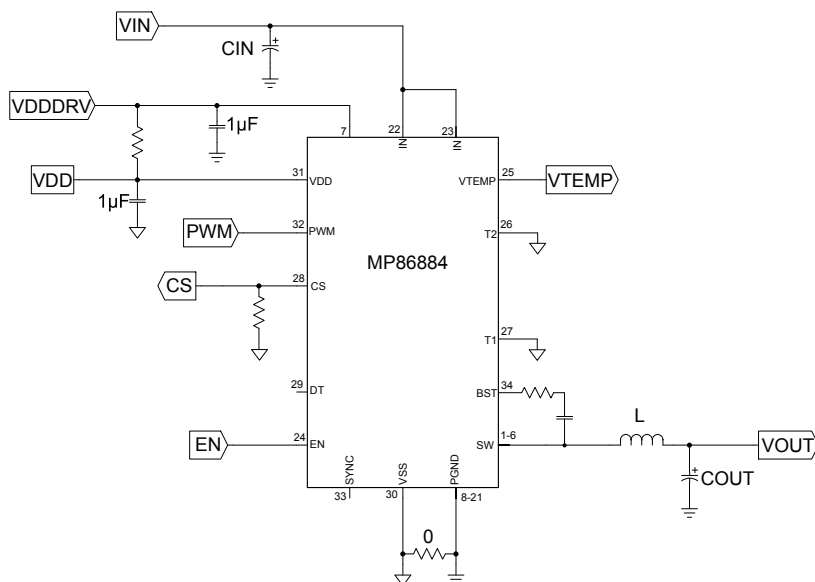 VIN
CIN
VDDDRV
1µF
7
22
23
IN
IN
VDD
31
VDD
VTEMP
25
VTEMP
1µF
PWM
32
PWM
T2
26
MP86884
CS
28
CS
T1
27
29
DT
BST
34
L
EN
24
EN
SW
1-6
VOUT
COUT
SYNC
VSS
PGND
33
30
8-21
0